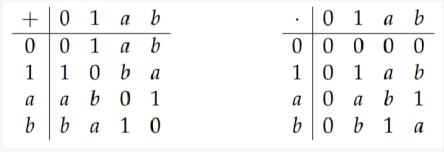 + 0 1 a b
0 0 1 a b
1 1 0 b a
a a b 0 1
b b a 1 0
· 0 1 a b
0 0 0 0 0
1 0 1 a b
a 0 a b 1
b 0 b 1 a